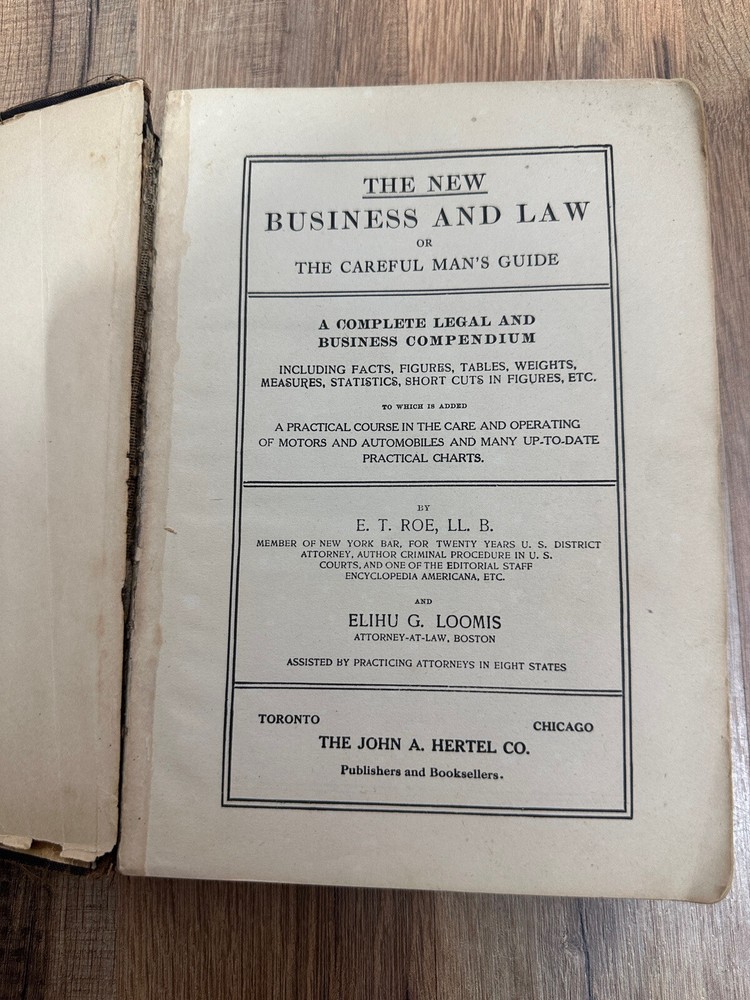 THE NEW
BUSINESS AND LAW
OR
THE CAREFUL MAN'S GUIDE
A COMPLETE LEGAL AND
BUSINESS COMPENDIUM
INCLUDING FACTS, FIGURES, TABLES, WEIGHTS,
MEASURES, STATISTICS, SHORT CUTS IN FIGURES, ETC.
TO WHICH IS ADDED
A PRACTICAL COURSE IN THE CARE AND OPERATING
OF MOTORS AND AUTOMOBILES AND MANY UP-TO-DATE
PRACTICAL CHARTS.
BY
E. T. ROE, LL. B.
MEMBER OF NEW YORK BAR, FOR TWENTY YEARS U. S. DISTRICT
ATTORNEY, AUTHOR CRIMINAL PROCEDURE IN U. S.
COURTS, AND ONE OF THE EDITORIAL STAFF
ENCYCLOPEDIA AMERICANA, ETC.
AND
ELIHU G. LOOMIS
ATTORNEY-AT-LAW, BOSTON
ASSISTED BY PRACTICING ATTORNEYS IN EIGHT STATES
TORONTO CHICAGO
THE JOHN A. HERTEL CO.
Publishers and Booksellers.